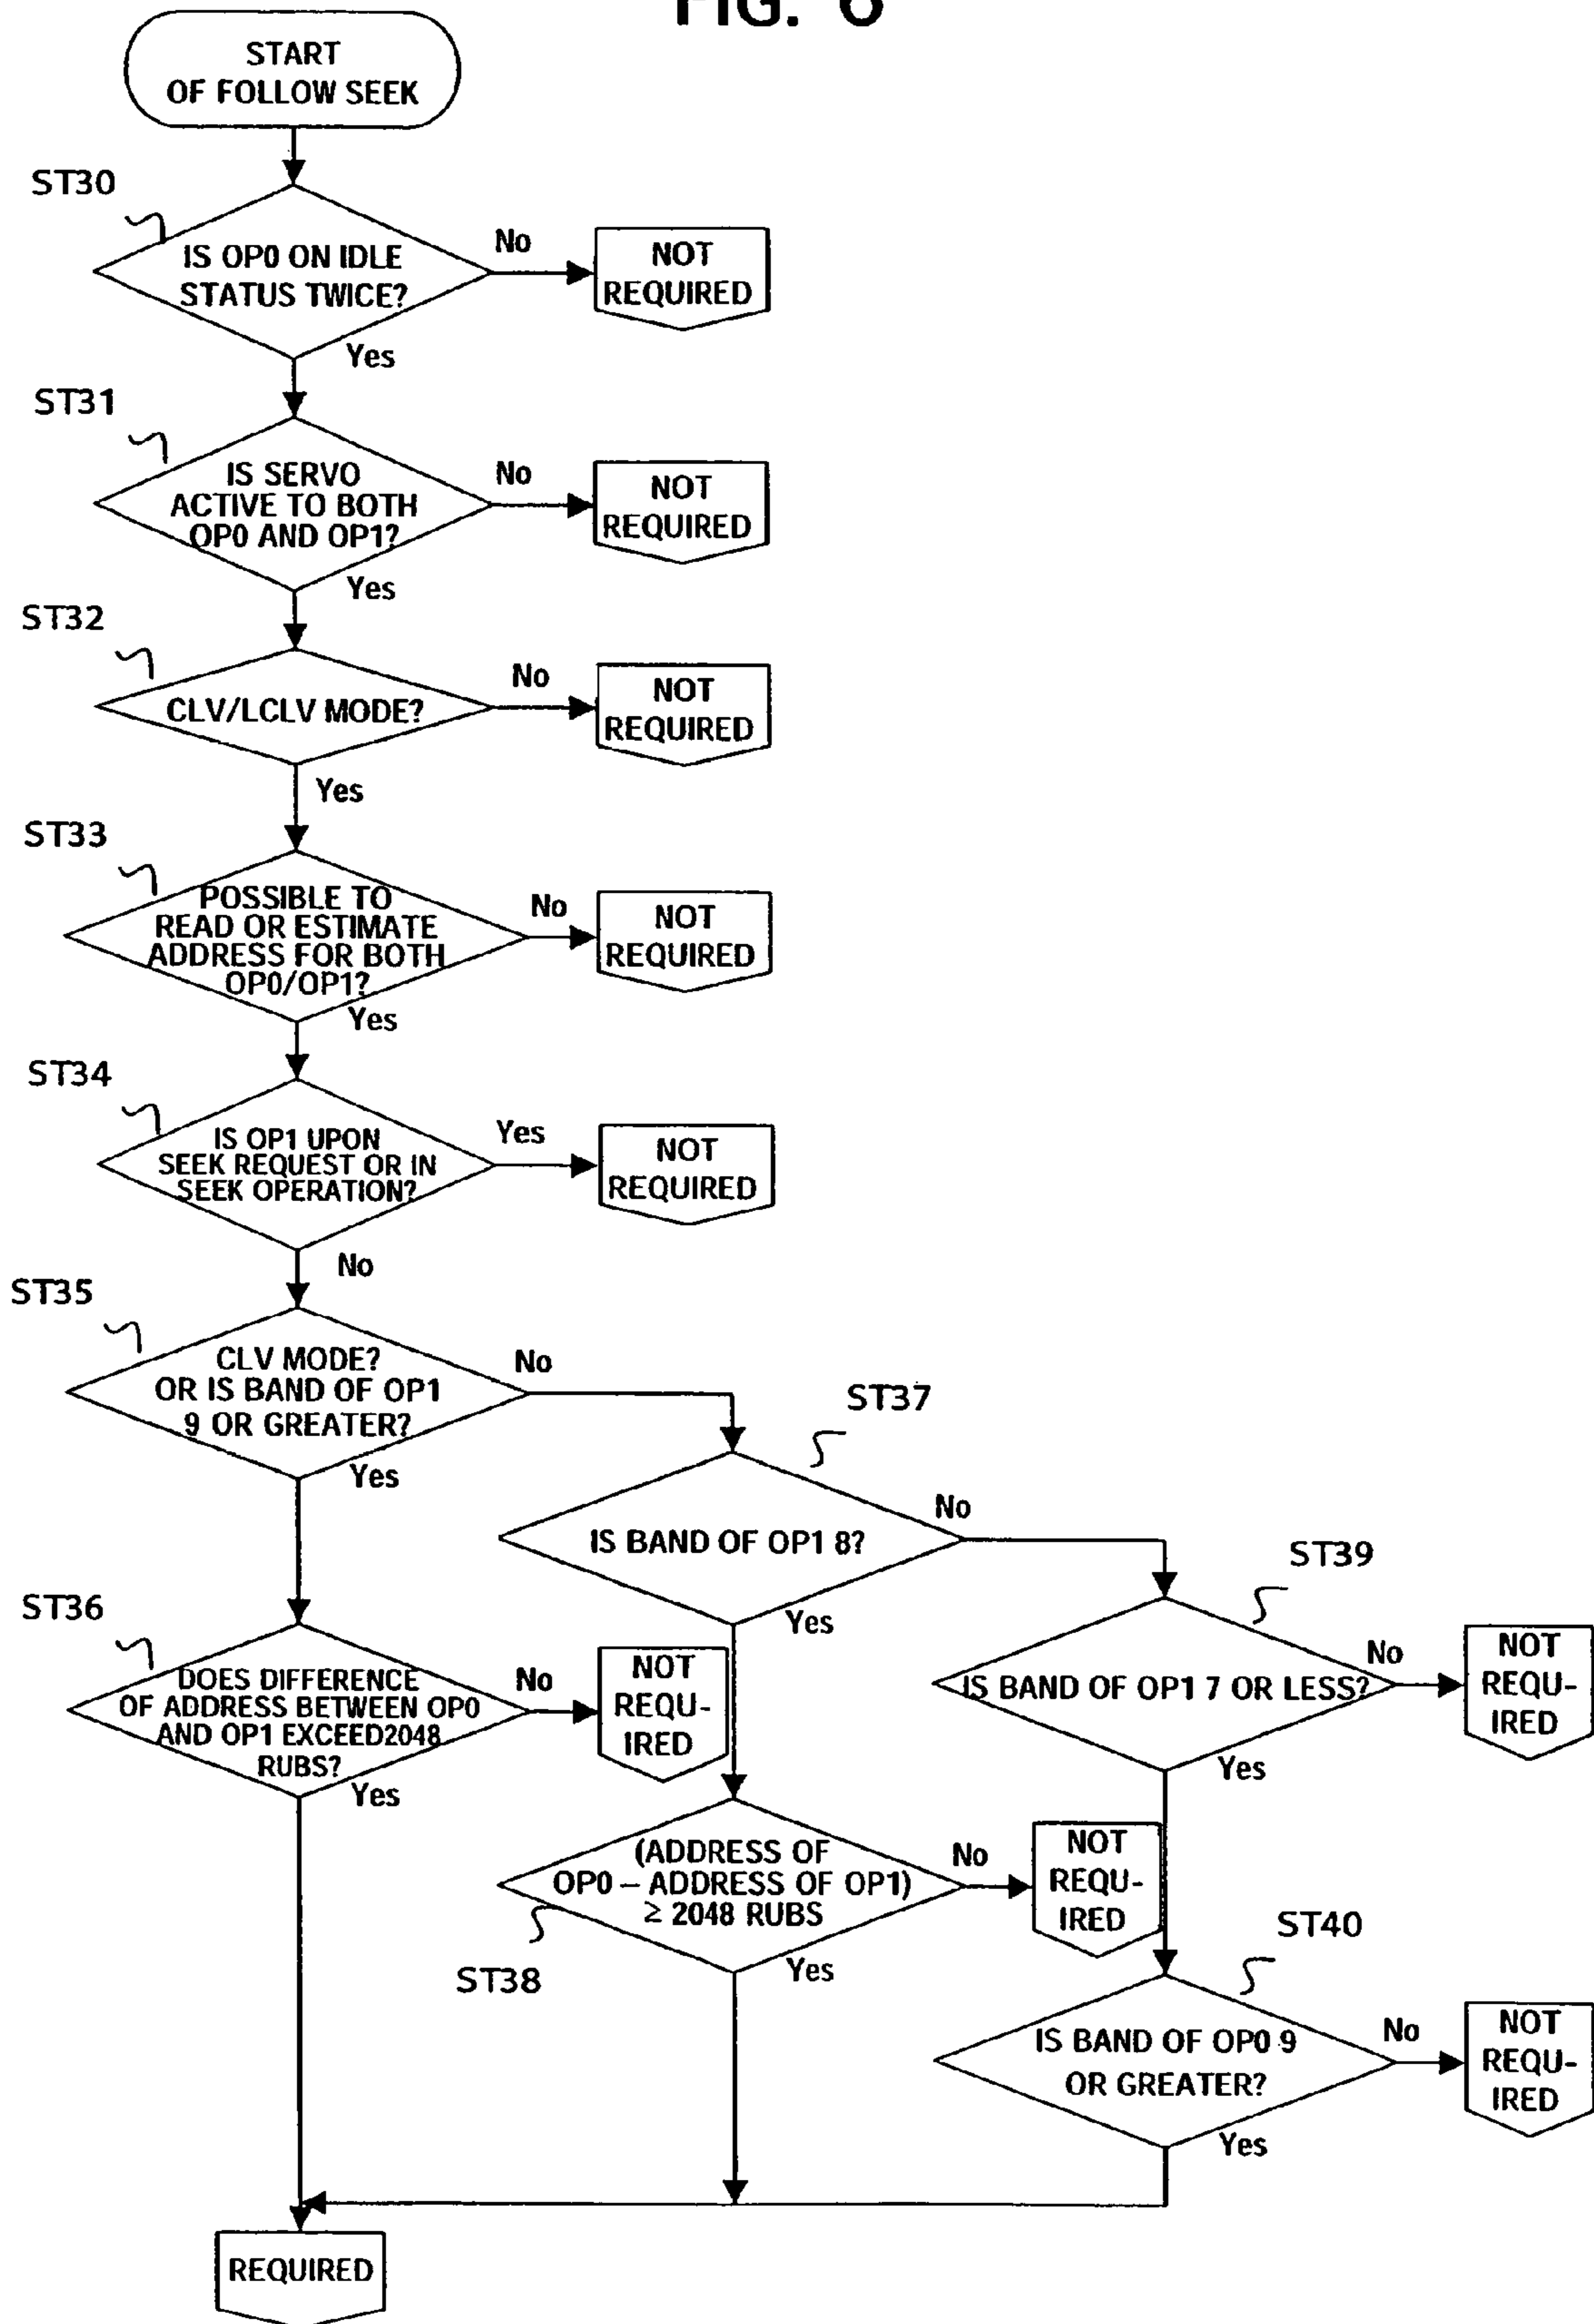 FIG. 6
START
OF FOLLOW SEEK
ST30
IS OP0 ON IDLE
STATUS TWICE?
No
NOT
REQUIRED
Yes
ST31
IS SERVO
ACTIVE TO BOTH
OP0 AND OP1?
No
NOT
REQUIRED
Yes
ST32
CLV/LCLV MODE?
No
NOT
REQUIRED
Yes
ST33
POSSIBLE TO
READ OR ESTIMATE
ADDRESS FOR BOTH
OP0/OP1?
No
NOT
REQUIRED
Yes
ST34
IS OP1 UPON
SEEK REQUEST OR IN
SEEK OPERATION?
Yes
NOT
REQUIRED
No
ST35
CLV MODE?
OR IS BAND OF OP1
9 OR GREATER?
No
Yes
ST37
IS BAND OF OP1 8?
No
Yes
ST39
IS BAND OF OP1 7 OR LESS?
No
NOT
REQU-
IRED
Yes
ST36
DOES DIFFERENCE
OF ADDRESS BETWEEN OP0
AND OP1 EXCEED2048
RUBS?
No
NOT
REQU-
IRED
Yes
(ADDRESS OF
OP0 – ADDRESS OF OP1)
≥ 2048 RUBS
No
NOT
REQU-
IRED
ST38
Yes
ST40
IS BAND OF OP0 9
OR GREATER?
No
NOT
REQU-
IRED
Yes
REQUIRED